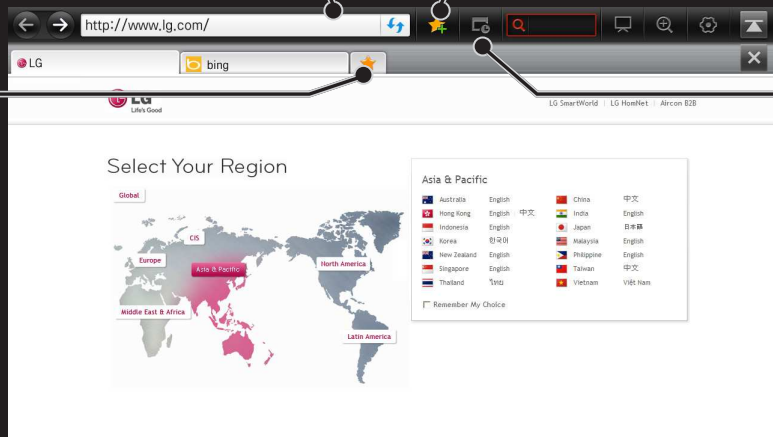 http://www.lg.com/
LG
bing
LG
Life's Good
LG SmartWorld | LG HomNet | Aircon B2B
Select Your Region
Global
CIS
Europe
Asia & Pacific
North America
Middle East & Africa
Latin America
Asia & Pacific
Australia English
China 中文
Hong Kong English 中文
India English
Indonesia English
Japan 日本語
Korea 한국어
Malaysia English
New Zealand English
Philippine English
Singapore English
Taiwan 中文
Thailand ไทย
Vietnam Việt Nam
Remember My Choice